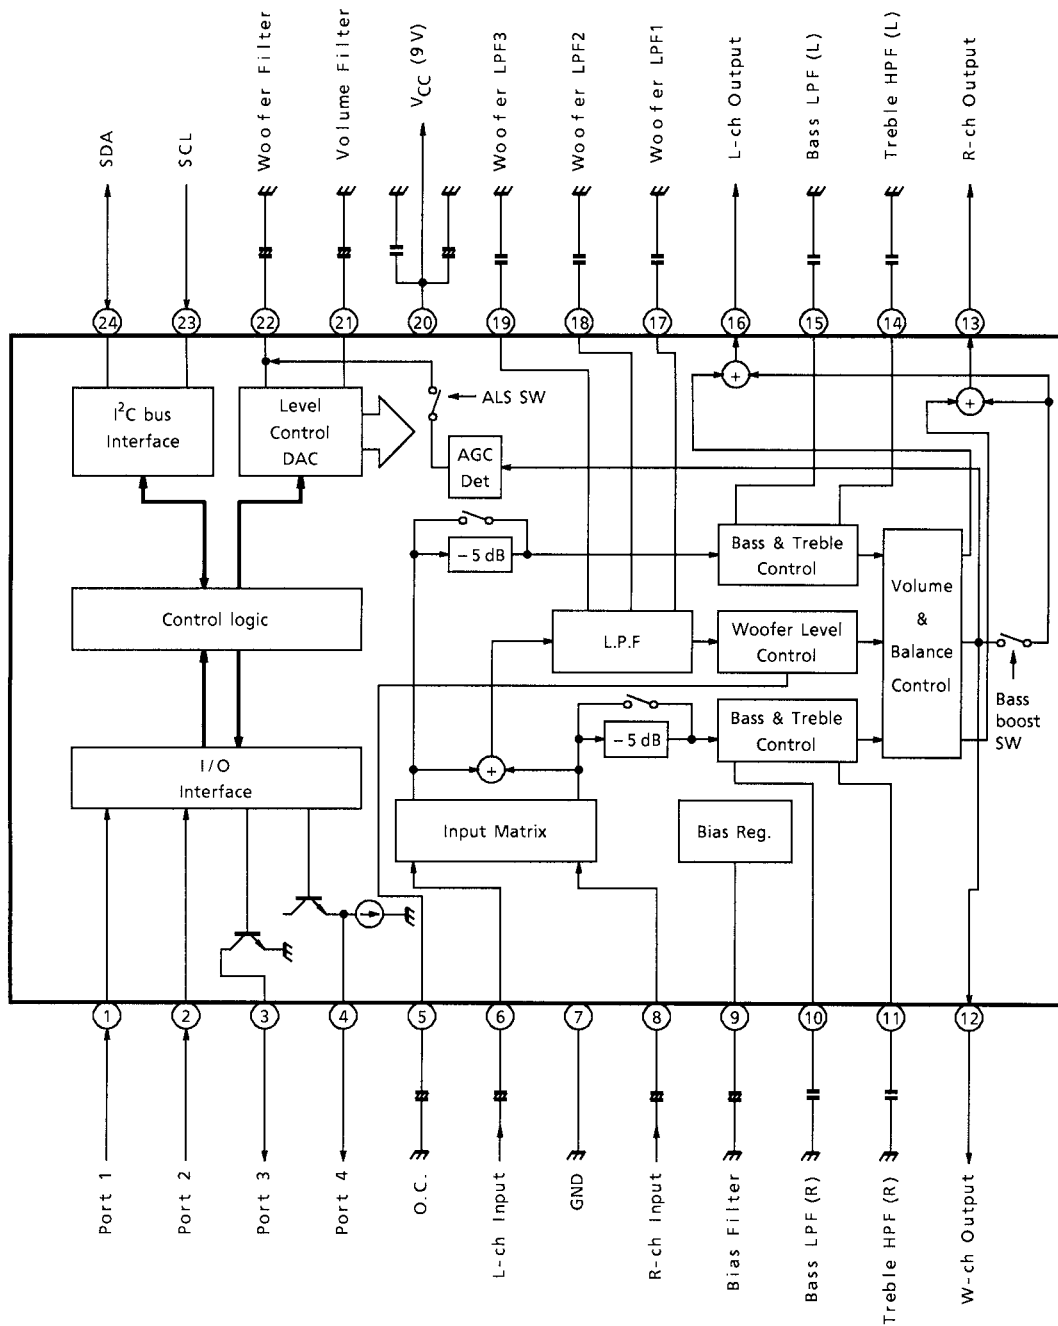 SDA
SCL
Woofer Filter
Volume Filter
VCC (9 V)
Woofer LPF3
Woofer LPF2
Woofer LPF1
L-ch Output
Bass LPF (L)
Treble HPF (L)
R-ch Output
24
23
22
21
20
19
18
17
16
15
14
13
I²C bus
Interface
Level
Control
DAC
ALS SW
AGC
Det
+
+
－5 dB
Bass & Treble
Control
Volume
&
Balance
Control
Control logic
L.P.F
Woofer Level
Control
Bass
boost
SW
－5 dB
Bass & Treble
Control
I/O
Interface
+
Input Matrix
Bias Reg.
1
2
3
4
5
6
7
8
9
10
11
12
Port 1
Port 2
Port 3
Port 4
O.C.
L-ch Input
GND
R-ch Input
Bias Filter
Bass LPF (R)
Treble HPF (R)
W-ch Output